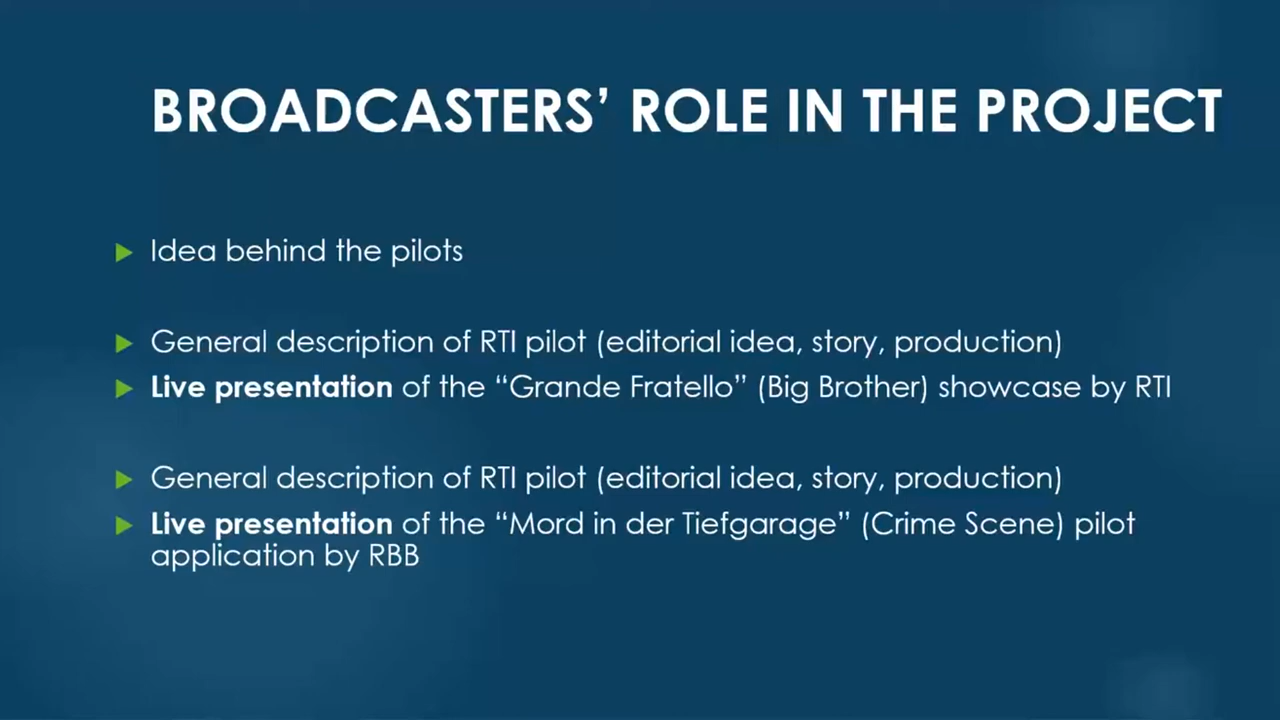 BROADCASTERS’ ROLE IN THE PROJECT
Idea behind the pilots
General description of RTI pilot (editorial idea, story, production)
Live presentation of the “Grande Fratello” (Big Brother) showcase by RTI
General description of RTI pilot (editorial idea, story, production)
Live presentation of the “Mord in der Tiefgarage” (Crime Scene) pilot
application by RBB